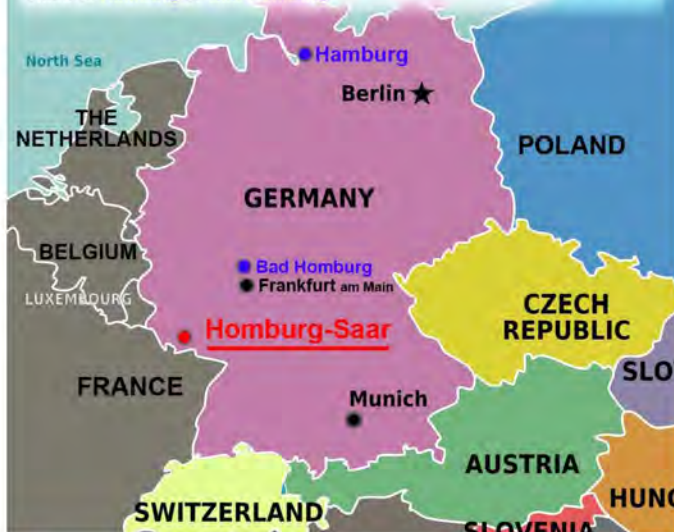 Hamburg
North Sea
Berlin
THE
NETHERLANDS
POLAND
GERMANY
BELGIUM
Bad Homburg
LUXEMBOURG
Frankfurt am Main
CZECH
REPUBLIC
Homburg-Saar
SLO
FRANCE
Munich
AUSTRIA
HUNG
SWITZERLAND
SLOVENIA